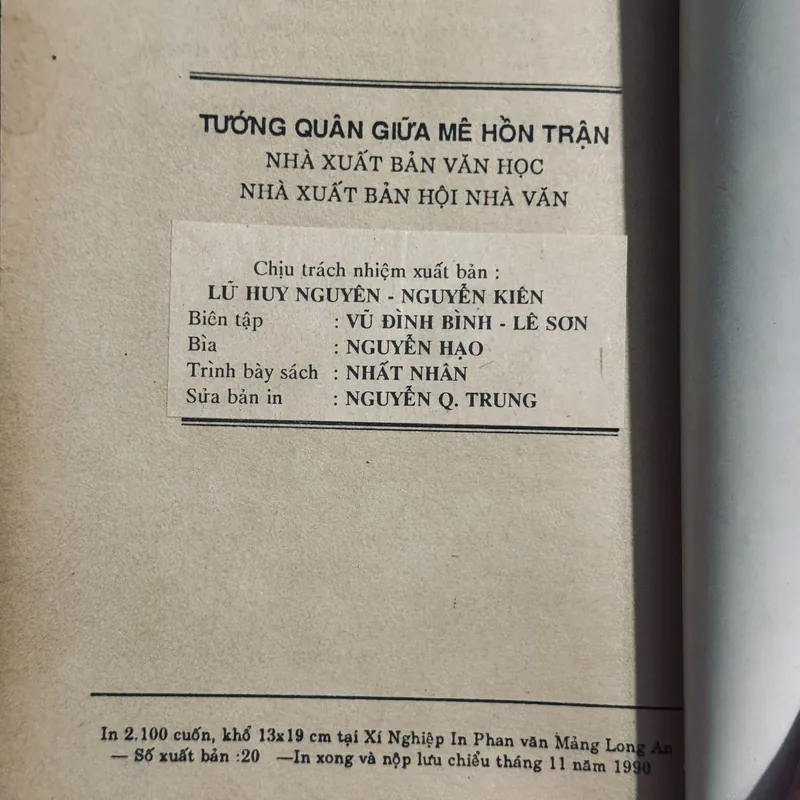 TƯỚNG QUÂN GIỮA MÊ HỒN TRẬN
NHÀ XUẤT BẢN VĂN HỌC
NHÀ XUẤT BẢN HỘI NHÀ VĂN
Chịu trách nhiệm xuất bản :
LỮ HUY NGUYÊN - NGUYỄN KIÊN
Biên tập : VŨ ĐÌNH BÌNH - LÊ SƠN
Bìa : NGUYỄN HẠO
Trình bày sách : NHẤT NHÂN
Sửa bản in : NGUYỄN Q. TRUNG
In 2.100 cuốn, khổ 13x19 cm tại Xí Nghiệp In Phan văn Mảng Long An
— Số xuất bản :20 —In xong và nộp lưu chiểu tháng 11 năm 1990